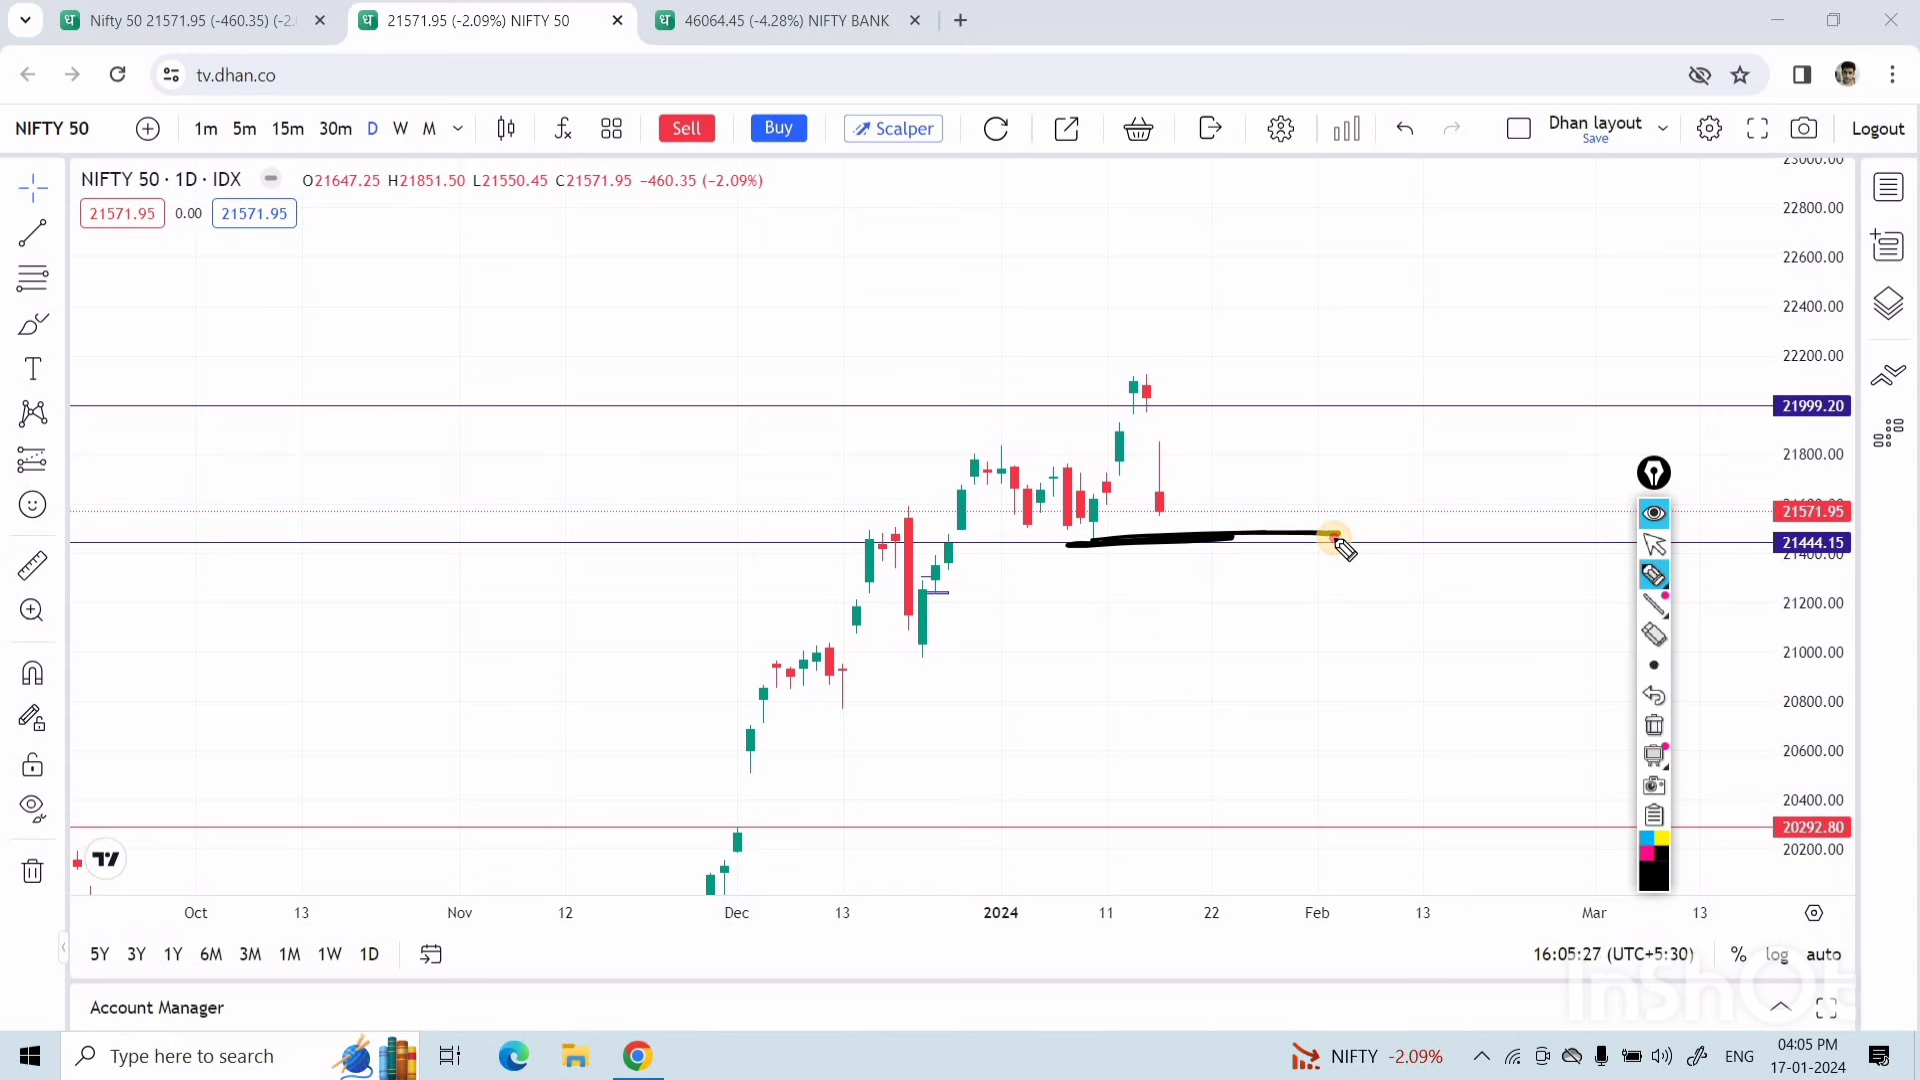 Nifty 50 21571.95 (-460.35) (-2.
21571.95 (-2.09%) NIFTY 50
46064.45 (-4.28%) NIFTY BANK
tv.dhan.co
NIFTY 50 1m 5m 15m 30m D W M Sell Buy Scalper Dhan layout Save Logout
NIFTY 50 · 1D · IDX O21647.25 H21851.50 L21550.45 C21571.95 −460.35 (−2.09%)
21571.95 0.00 21571.95
23000.00
22800.00
22600.00
22400.00
22200.00
21999.20
21800.00
21571.95
21444.15
21400.00
21200.00
21000.00
20800.00
20600.00
20400.00
20292.80
20200.00
Oct 13 Nov 12 Dec 13 2024 11 22 Feb 13 Mar 13
5Y 3Y 1Y 6M 3M 1M 1W 1D 16:05:27 (UTC+5:30) % log auto
InShOt
Account Manager
Type here to search NIFTY -2.09% ENG 04:05 PM
17-01-2024